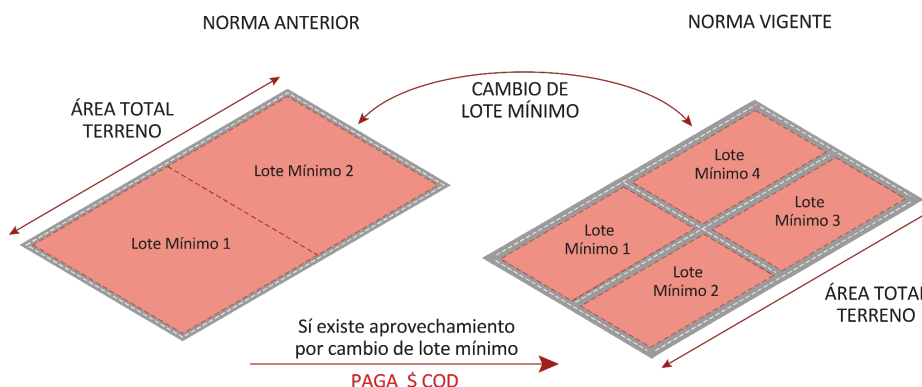 NORMA ANTERIOR
NORMA VIGENTE
ÁREA TOTAL
TERRENO
CAMBIO DE
LOTE MÍNIMO
Lote Mínimo 2
Lote Mínimo 1
Lote
Mínimo 4
Lote
Mínimo 3
Lote
Mínimo 1
Lote
Mínimo 2
ÁREA TOTAL
TERRENO
Sí existe aprovechamiento
por cambio de lote mínimo
PAGA $ COD